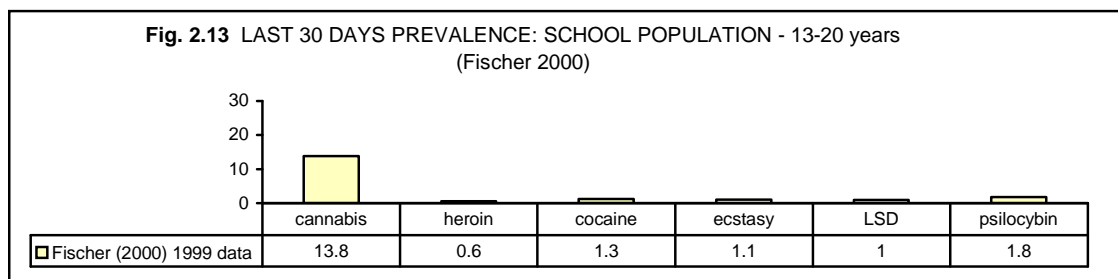 Fig. 2.13 LAST 30 DAYS PREVALENCE: SCHOOL POPULATION - 13-20 years
(Fischer 2000)
30
20
10
0
cannabis heroin cocaine ecstasy LSD psilocybin
Fischer (2000) 1999 data 13.8 0.6 1.3 1.1 1 1.8